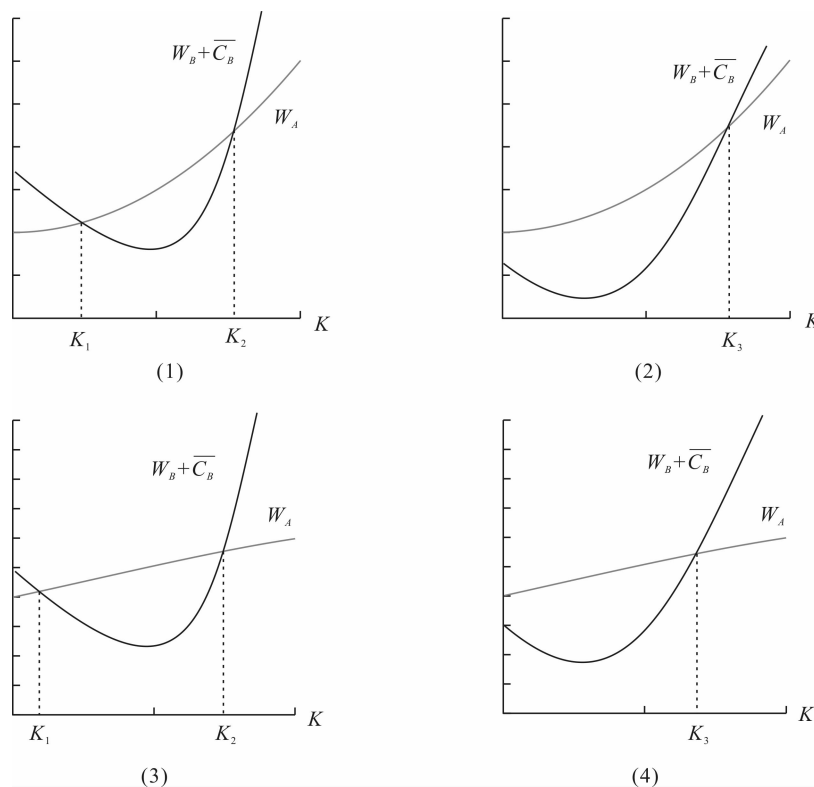 W_B + \overline{C_B}
W_A
K_1
K_2
K
(1)
W_B + \overline{C_B}
W_A
K_3
K
(2)
W_B + \overline{C_B}
W_A
K_1
K_2
K
(3)
W_B + \overline{C_B}
W_A
K_3
K
(4)